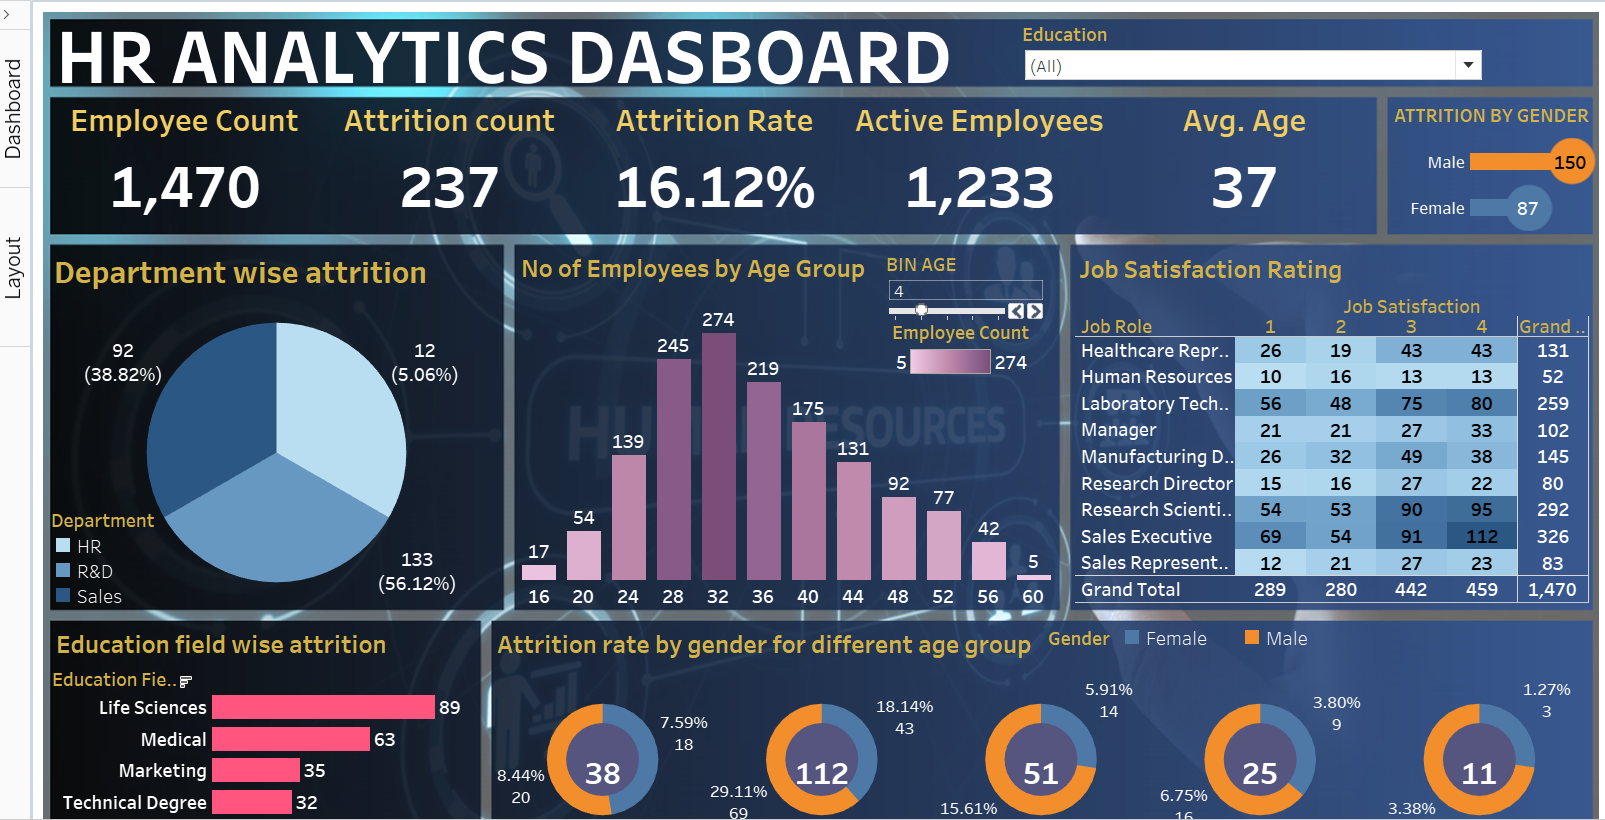 Dashboard
Layout
HR ANALYTICS DASBOARD
Education
(All)
Employee Count
1,470
Attrition count
237
Attrition Rate
16.12%
Active Employees
1,233
Avg. Age
37
ATTRITION BY GENDER
Male 150
Female 87
Department wise attrition
92
(38.82%)
12
(5.06%)
133
(56.12%)
Department
HR
R&D
Sales
No of Employees by Age Group
BIN AGE
4
Employee Count
5 274
17 54 139 245 274 219 175 131 92 77 42 5
16 20 24 28 32 36 40 44 48 52 56 60
HUMAN RESOURCES
Job Satisfaction Rating
Job Satisfaction
Job Role 1 2 3 4 Grand ..
Healthcare Repr.. 26 19 43 43 131
Human Resources 10 16 13 13 52
Laboratory Tech.. 56 48 75 80 259
Manager 21 21 27 33 102
Manufacturing D.. 26 32 49 38 145
Research Director 15 16 27 22 80
Research Scienti.. 54 53 90 95 292
Sales Executive 69 54 91 112 326
Sales Represent.. 12 21 27 23 83
Grand Total 289 280 442 459 1,470
Education field wise attrition
Education Fie..
Life Sciences 89
Medical 63
Marketing 35
Technical Degree 32
Attrition rate by gender for different age group
Gender Female Male
7.59%
18
38
8.44%
20
18.14%
43
112
29.11%
69
5.91%
14
51
15.61%
3.80%
9
25
6.75%
16
1.27%
3
11
3.38%